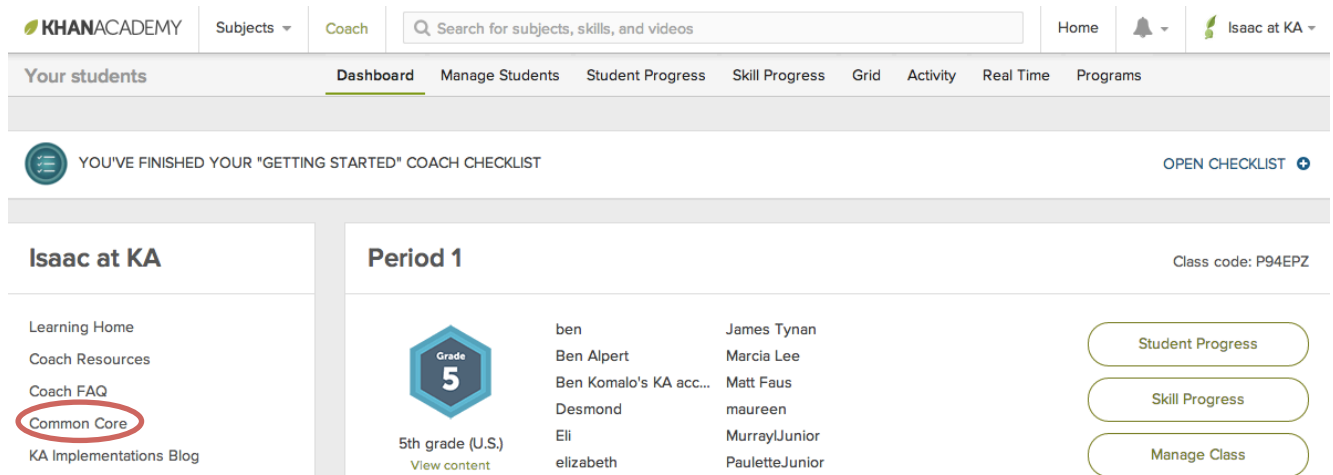 KHANACADEMY Subjects Coach Search for subjects, skills, and videos Home Isaac at KA
Your students Dashboard Manage Students Student Progress Skill Progress Grid Activity Real Time Programs
YOU'VE FINISHED YOUR "GETTING STARTED" COACH CHECKLIST OPEN CHECKLIST
Isaac at KA
Learning Home
Coach Resources
Coach FAQ
Common Core
KA Implementations Blog
Period 1 Class code: P94EPZ
Grade
5
5th grade (U.S.)
View content
ben
Ben Alpert
Ben Komalo's KA acc...
Desmond
Eli
elizabeth
James Tynan
Marcia Lee
Matt Faus
maureen
MurraylJunior
PauletteJunior
Student Progress
Skill Progress
Manage Class